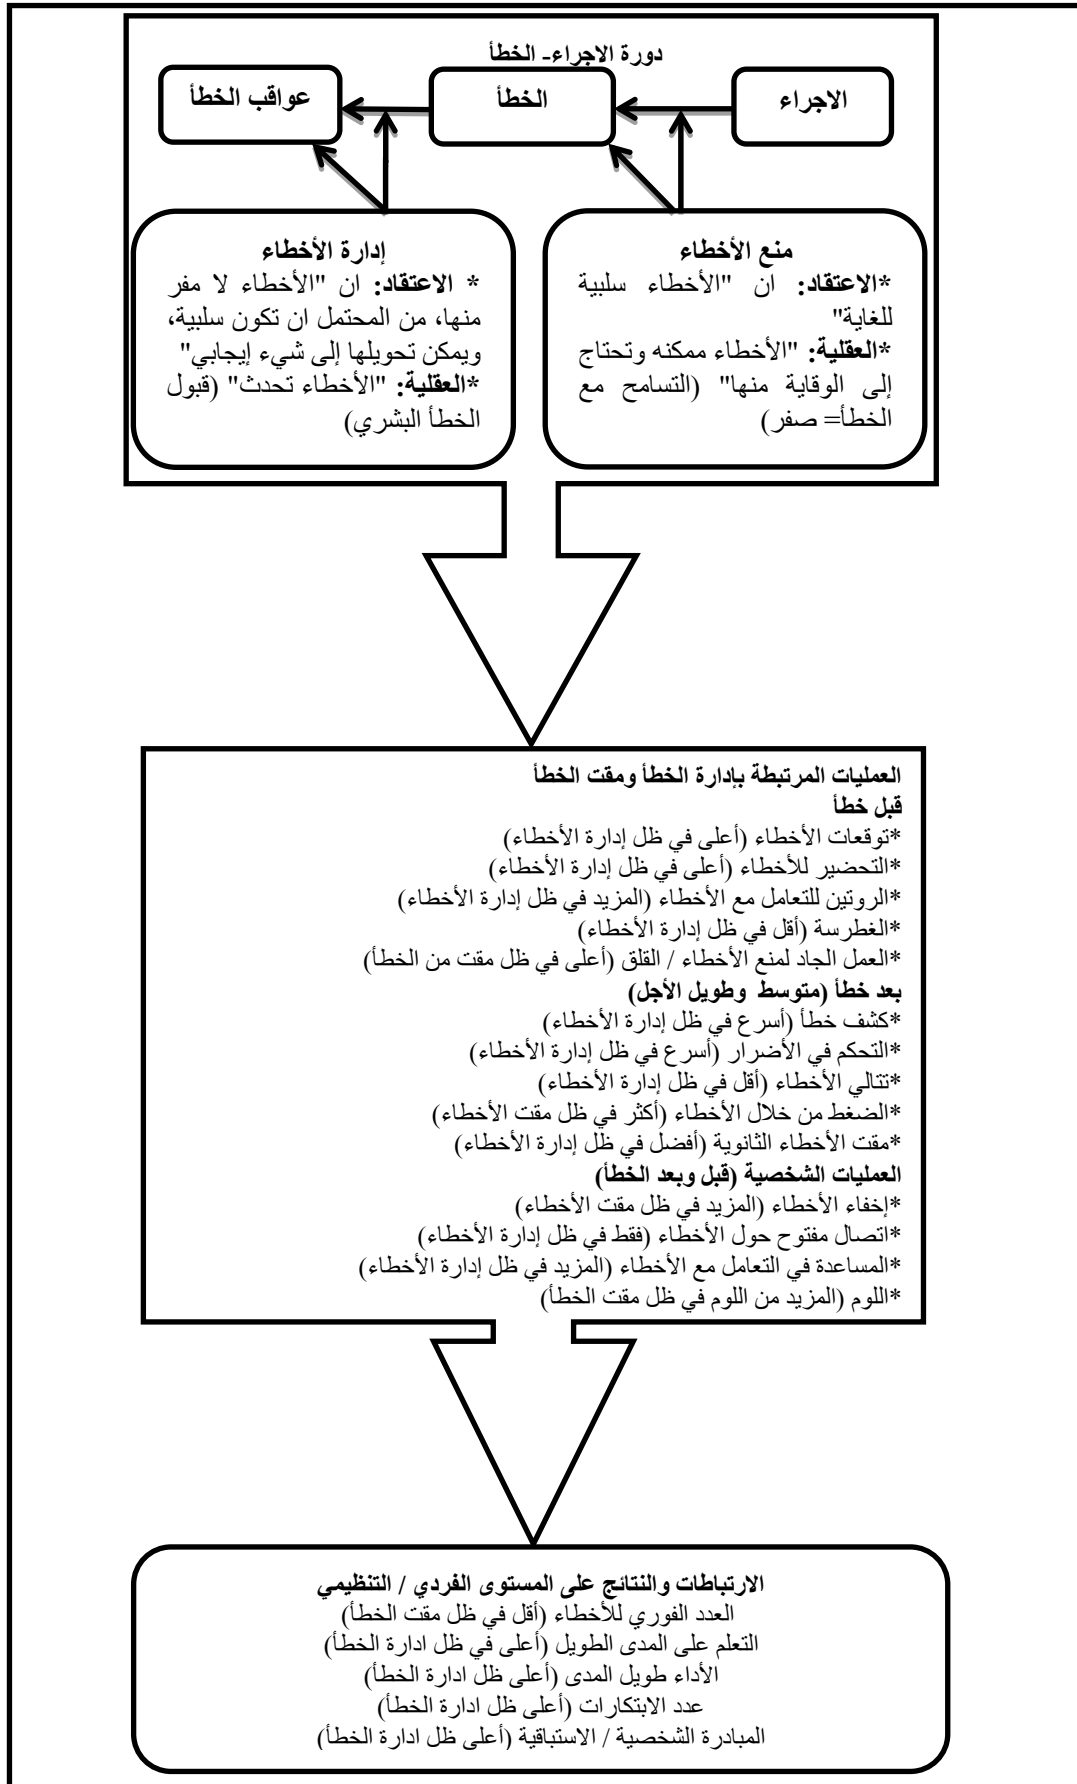 دورة الاجراء- الخطأ
الاجراء
الخطأ
عواقب الخطأ
منع الأخطاء
*الاعتقاد: ان "الأخطاء سلبية
للغاية"
*العقلية: "الأخطاء ممكنه وتحتاج
إلى الوقاية منها" (التسامح مع
الخطأ= صفر)
إدارة الأخطاء
* الاعتقاد: ان "الأخطاء لا مفر
منها، من المحتمل ان تكون سلبية،
ويمكن تحويلها إلى شيء إيجابي"
*العقلية: "الأخطاء تحدث" (قبول
الخطأ البشري)
العمليات المرتبطة بإدارة الخطأ ومقت الخطأ
قبل خطأ
*توقعات الأخطاء (أعلى في ظل إدارة الأخطاء)
*التحضير للأخطاء (أعلى في ظل إدارة الأخطاء)
*الروتين للتعامل مع الأخطاء (المزيد في ظل إدارة الأخطاء)
*الغطرسة (أقل في ظل إدارة الأخطاء)
*العمل الجاد لمنع الأخطاء / القلق (أعلى في ظل مقت من الخطأ)
بعد خطأ (متوسط وطويل الأجل)
*كشف خطأ (أسرع في ظل إدارة الأخطاء)
*التحكم في الأضرار (أسرع في ظل إدارة الأخطاء)
*تتالي الأخطاء (أقل في ظل إدارة الأخطاء)
*الضغط من خلال الأخطاء (أكثر في ظل مقت الأخطاء)
*مقت الأخطاء الثانوية (أفضل في ظل إدارة الأخطاء)
العمليات الشخصية (قبل وبعد الخطأ)
*إخفاء الأخطاء (المزيد في ظل مقت الأخطاء)
*اتصال مفتوح حول الأخطاء (فقط في ظل إدارة الأخطاء)
*المساعدة في التعامل مع الأخطاء (المزيد في ظل إدارة الأخطاء)
*اللوم (المزيد من اللوم في ظل مقت الخطأ)
الارتباطات والنتائج على المستوى الفردي / التنظيمي
العدد الفوري للأخطاء (أقل في ظل مقت الخطأ)
التعلم على المدى الطويل (أعلى في ظل ادارة الخطأ)
الأداء طويل المدى (أعلى ظل ادارة الخطأ)
عدد الابتكارات (أعلى ظل ادارة الخطأ)
المبادرة الشخصية / الاستباقية (أعلى ظل ادارة الخطأ)